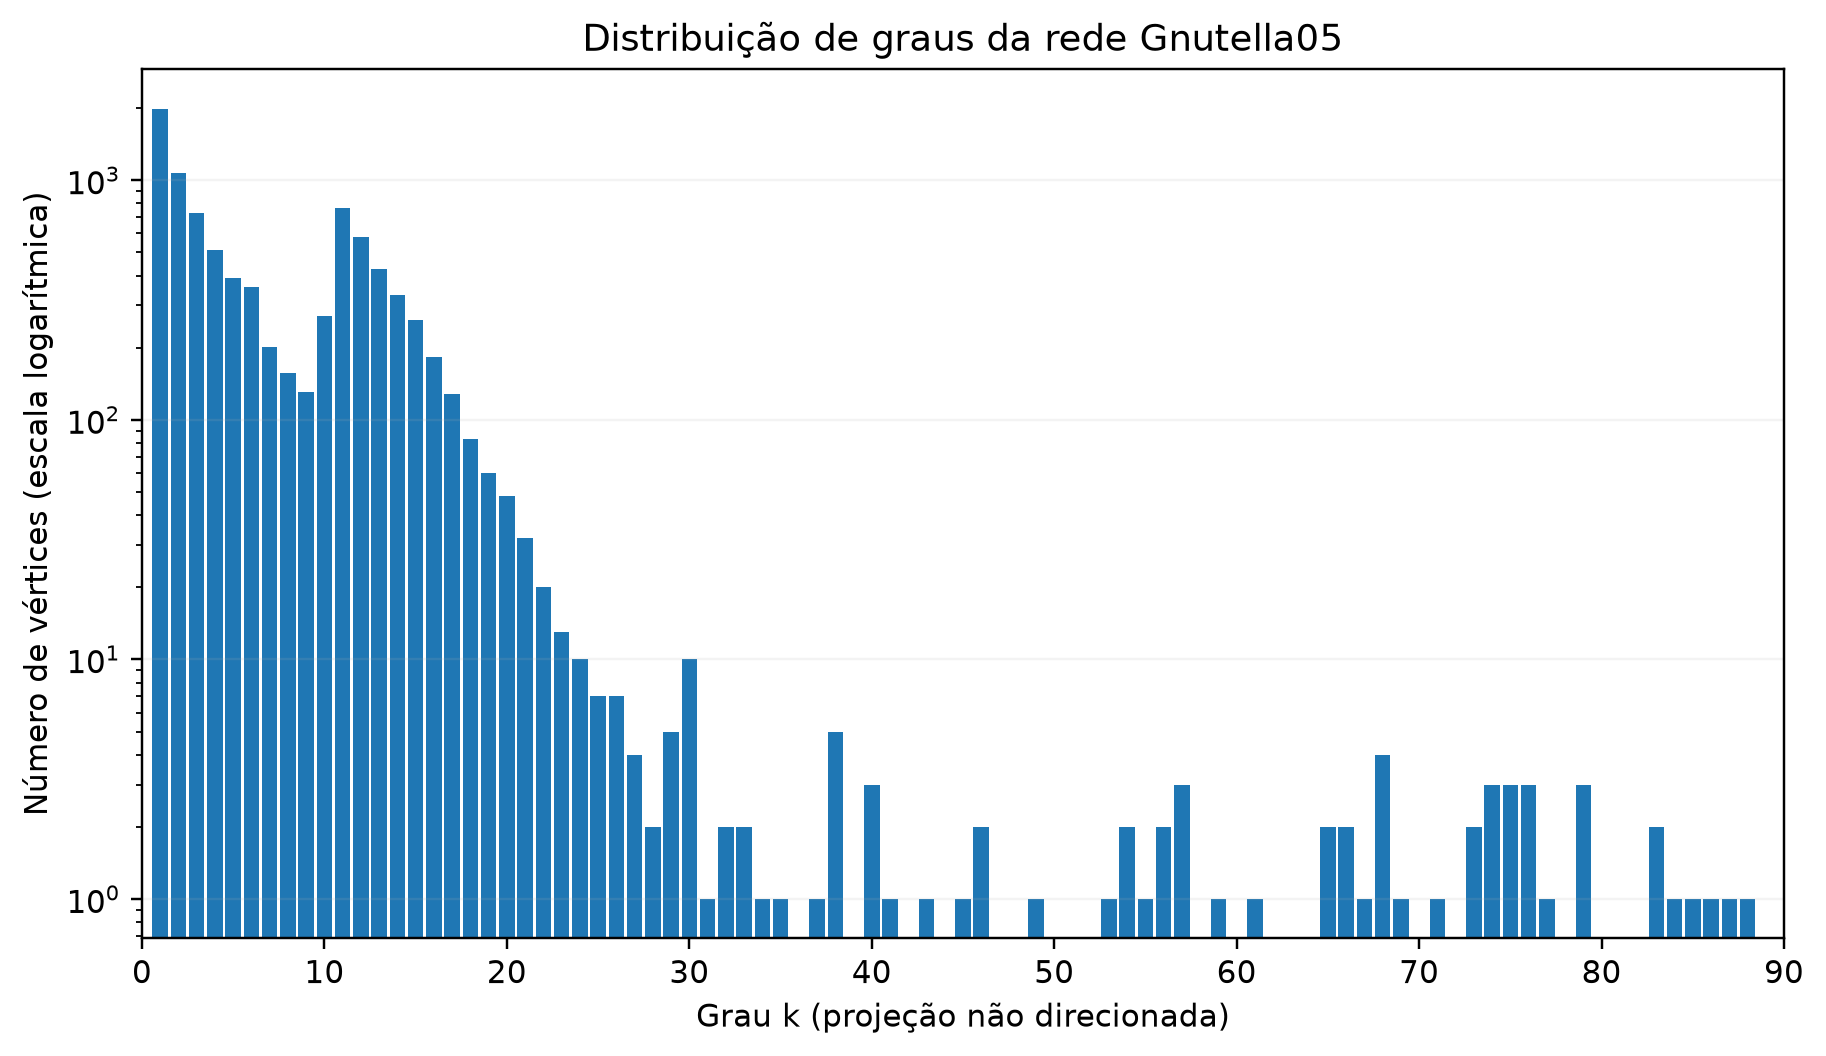 Distribuição de graus da rede Gnutella05
Número de vértices (escala logarítmica)
10³
10²
10¹
10⁰
0 10 20 30 40 50 60 70 80 90
Grau k (projeção não direcionada)